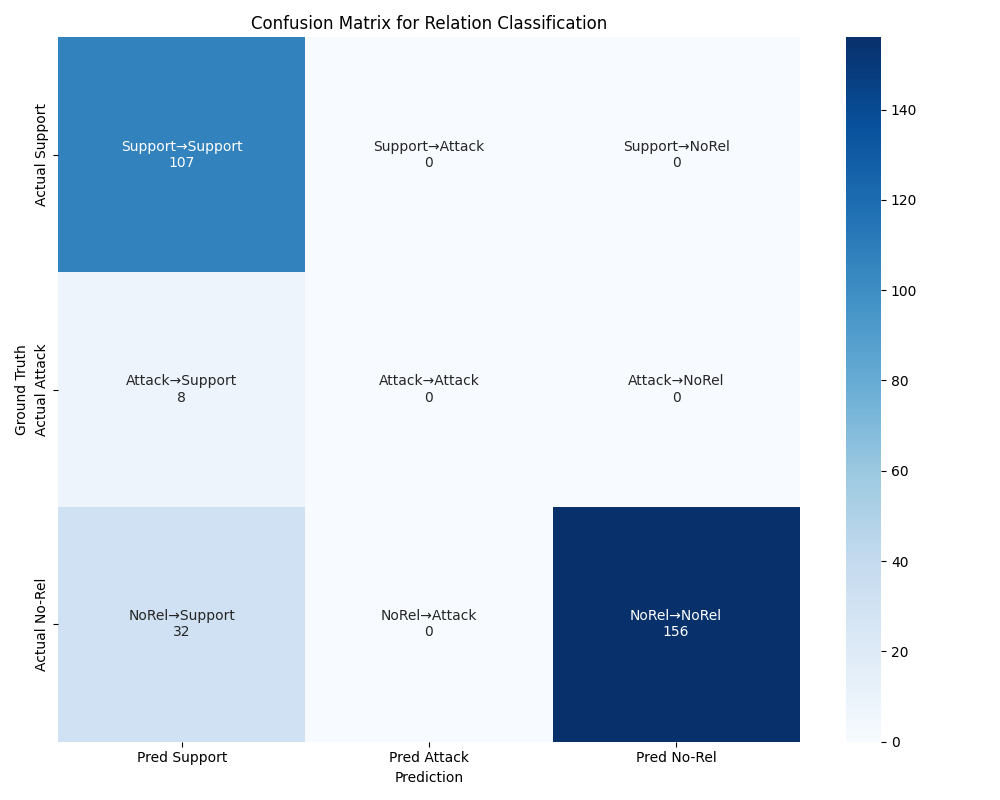 Confusion Matrix for Relation Classification
Ground Truth
Actual Support
Support→Support
107
Support→Attack
0
Support→NoRel
0
Actual Attack
Attack→Support
8
Attack→Attack
0
Attack→NoRel
0
Actual No-Rel
NoRel→Support
32
NoRel→Attack
0
NoRel→NoRel
156
Pred Support
Pred Attack
Pred No-Rel
Prediction
140
120
100
80
60
40
20
0